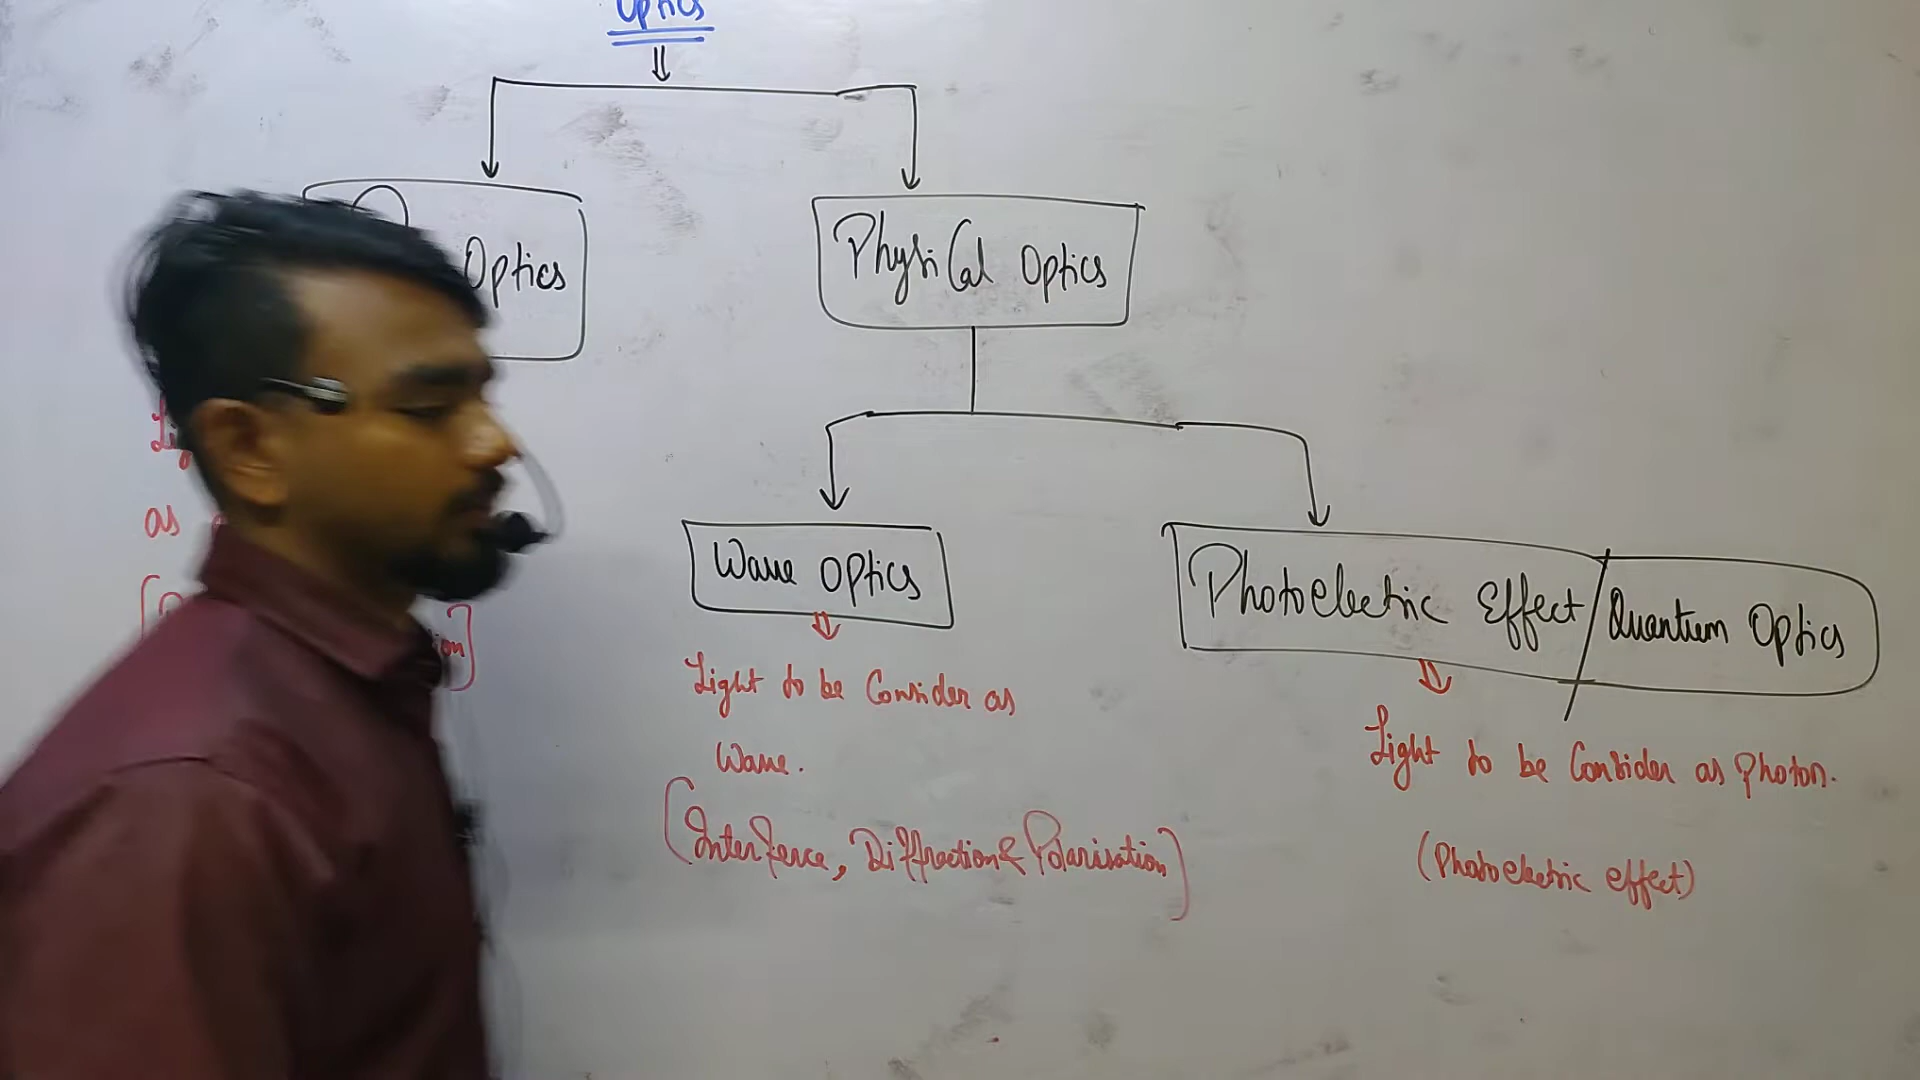 Optics
Optics
Physical Optics
Wave Optics
Photoelectric Effect/Quantum Optics
as
Light to be Consider as
Wave.
(Interference, Diffraction & Polarisation)
Light to be Consider as Photon.
(Photoelectric effect)